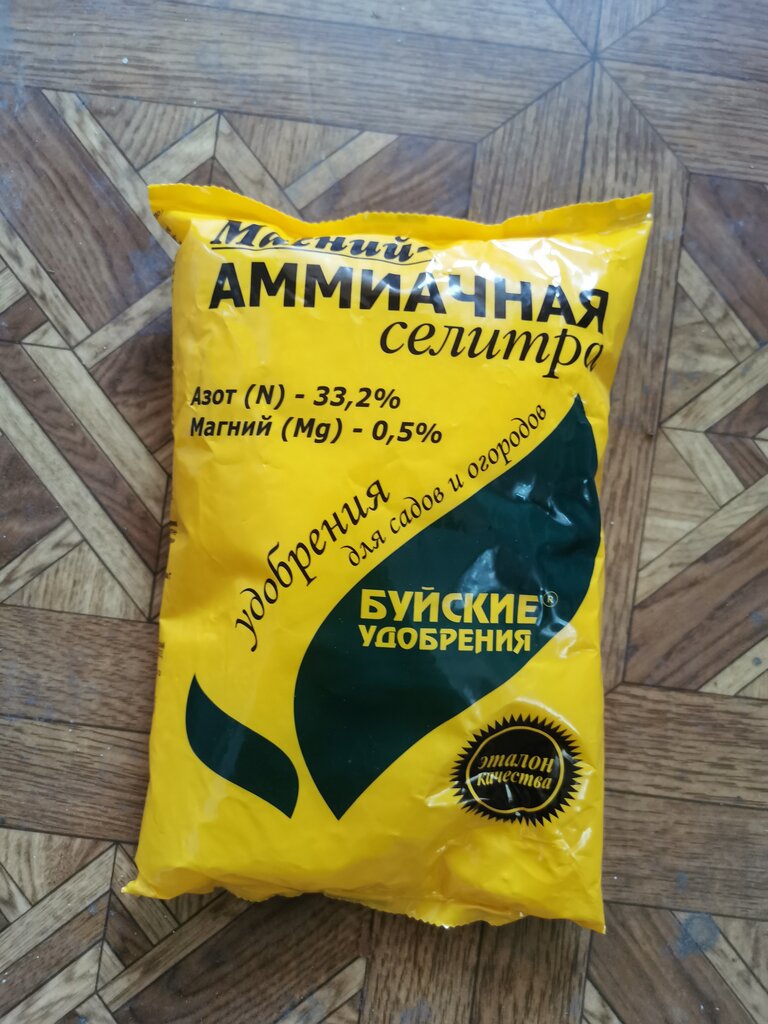 Магний-
АММИАЧНАЯ
селитра
Азот (N) - 33,2%
Магний (Mg) - 0,5%
удобрения
для садов и огородов
БУЙСКИЕ®
УДОБРЕНИЯ
эталон
качества